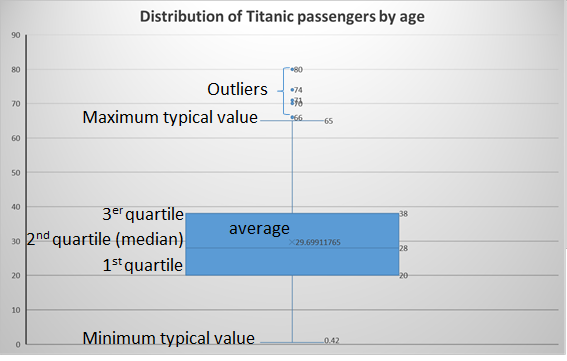 Distribution of Titanic passengers by age
90
80
80
Outliers
74
71
70
70
Maximum typical value
66
65
60
50
40
3er quartile
38
average
2nd quartile (median)
30
29.69911765
28
1st quartile
20
20
10
Minimum typical value
0.42
0